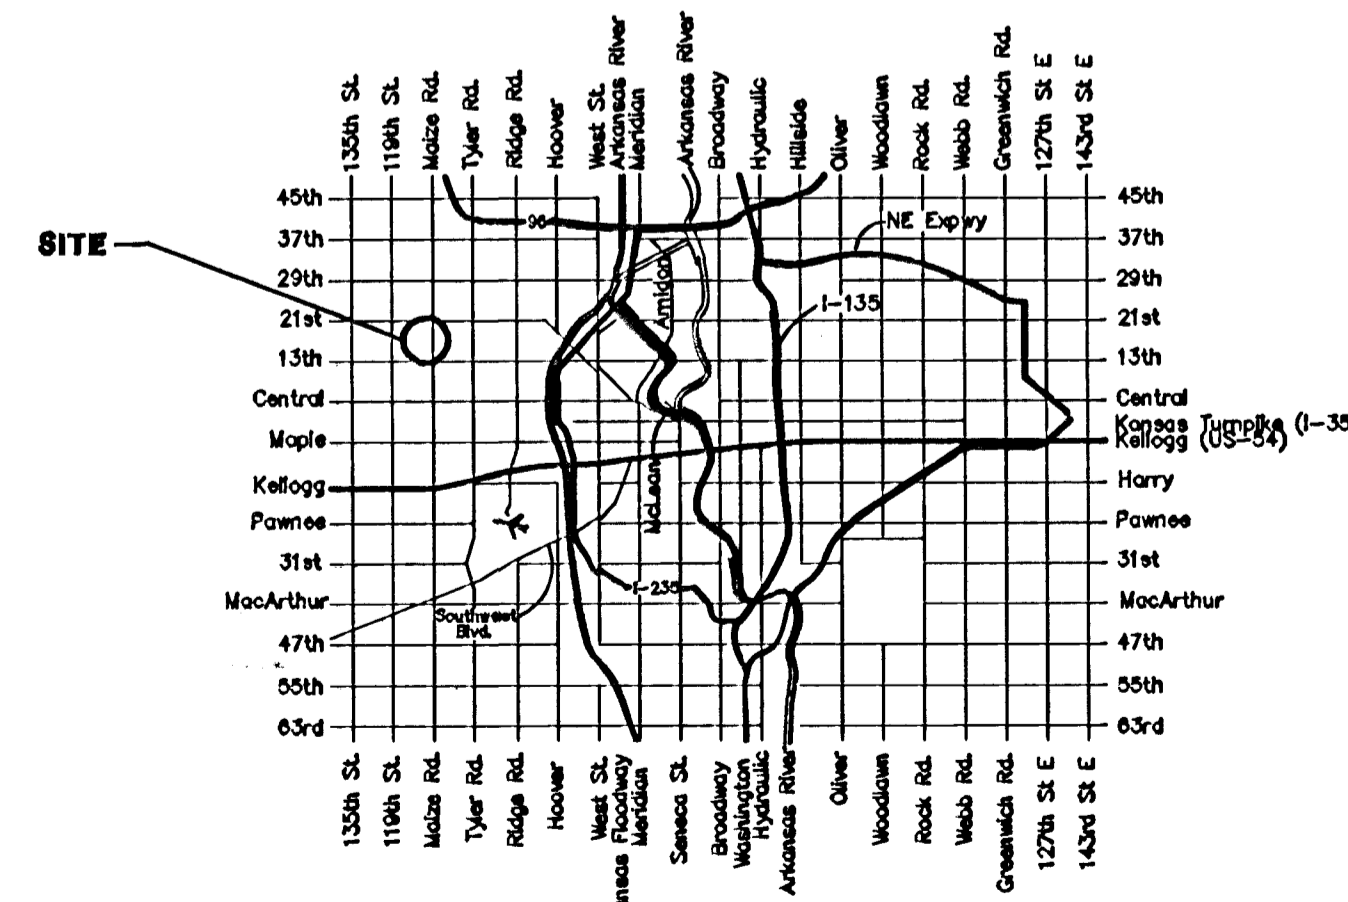 135th St.
119th St.
Maize Rd.
Tyler Rd.
Ridge Rd.
Hoover
West St.
Arkansas River
Meridian
Arkansas River
Broadway
Hydraulic
Hillside
Oliver
Woodlawn
Rock Rd.
Webb Rd.
Greenwich Rd.
127th St E
143rd St E
45th
96
45th
NE Expwy
SITE
37th
37th
29th
Amidon
29th
I-135
21st
21st
13th
13th
Central
Central
Kansas Turnpike (I-35
Maple
Kellogg (US-54)
Kellogg
McLean
Harry
Pawnee
Pawnee
31st
31st
I-235
MacArthur
MacArthur
Southwest
Blvd.
47th
47th
55th
55th
63rd
63rd
135th St.
119th St.
Maize Rd.
Tyler Rd.
Ridge Rd.
Hoover
West St.
nsas Floodway
Meridian
Seneca St.
Broadway
Washington
Hydraulic
Arkansas River
Oliver
Woodlawn
Rock Rd.
Webb Rd.
Greenwich Rd.
127th St E
143rd St E